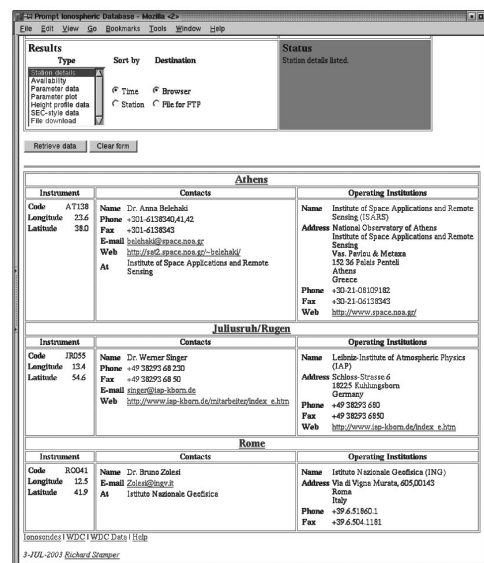 Prompt Ionospheric Database - Mozilla <2>
File Edit View Go Bookmarks Tools Window Help
Results
Type Sort by Destination
Station details
Availability
Parameter data
Parameter plot
Height profile data
SEC-style data
File download
Time Browser
Station File for FTP
Status
Station details listed.
Retrieve data Clear form
Athens
Instrument Contacts Operating Institutions
Code AT138
Longitude 23.6
Latitude 38.0
Name Dr. Anna Belehaki
Phone +301-6138340,41,42
Fax +301-6138343
E-mail belehaki@space.noa.gr
Web http://sat2.space.noa.gr/~belehaki/
At Institute of Space Applications and Remote
Sensing
Name Institute of Space Applications and Remote
Sensing (ISARS)
Address National Observatory of Athens
Institute of Space Applications and Remote
Sensing
Vas. Pavlou & Metaxa
152 36 Palais Penteli
Athens
Greece
Phone +30-21-08109182
Fax +30-21-06138343
Web http://www.space.noa.gr/
Juliusruh/Rugen
Instrument Contacts Operating Institutions
Code JR055
Longitude 13.4
Latitude 54.6
Name Dr. Werner Singer
Phone +49 38293 68 230
Fax +49 38293 68 50
E-mail singer@iap-kborn.de
Web http://www.iap-kborn.de/mitarbeiter/index_e.htm
Name Leibniz-Institute of Atmospheric Physics
(IAP)
Address Schloss-Strasse 6
18225 Kuhlungsborn
Germany
Phone +49 38293 680
Fax +49 38293 6850
Web http://www.iap-kborn.de/index_e.htm
Rome
Instrument Contacts Operating Institutions
Code RO041
Longitude 12.5
Latitude 41.9
Name Dr. Bruno Zolesi
E-mail Zolesi@ingv.it
At Istituto Nazionale Geofisica
Name Istituto Nazionale Geofisica (ING)
Address Via di Vigna Murata, 605,00143
Roma
Italy
Phone +39.6.51860.1
Fax +39.6.504.1181
Ionosondes | WDC | WDC Data | Help
3-JUL-2003 Richard Stamper